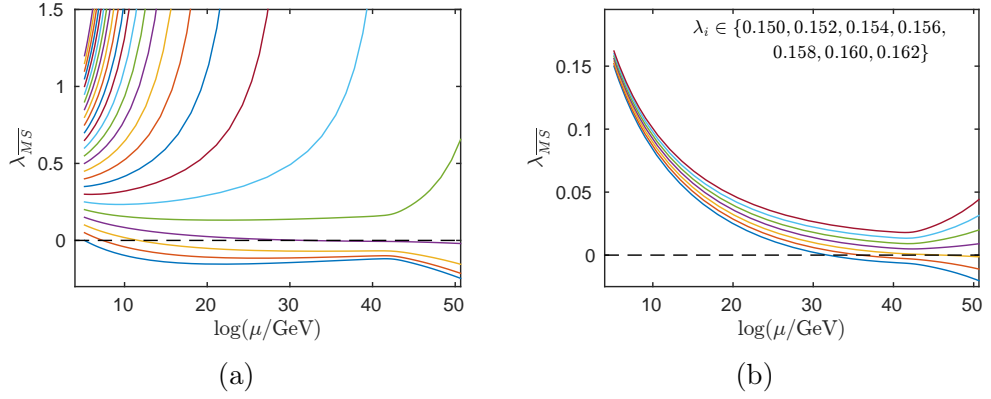 1.5
1
0.5
0
10
20
30
40
50
λ_{\overline{MS}}
log(μ/GeV)
(a)
λ_i ∈ {0.150, 0.152, 0.154, 0.156,
0.158, 0.160, 0.162}
0.15
0.1
0.05
0
10
20
30
40
50
λ_{\overline{MS}}
log(μ/GeV)
(b)